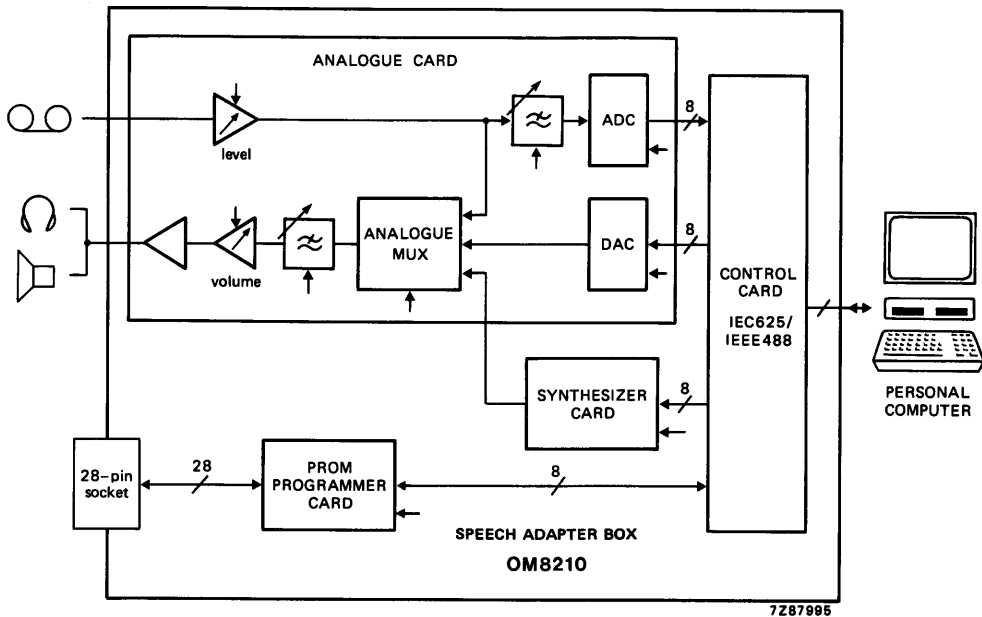 ANALOGUE CARD
level
ADC
8
volume
ANALOGUE
MUX
DAC
8
CONTROL
CARD
IEC625/
IEEE488
PERSONAL
COMPUTER
SYNTHESIZER
CARD
8
28-pin
socket
28
PROM
PROGRAMMER
CARD
8
SPEECH ADAPTER BOX
OM8210
7Z87995